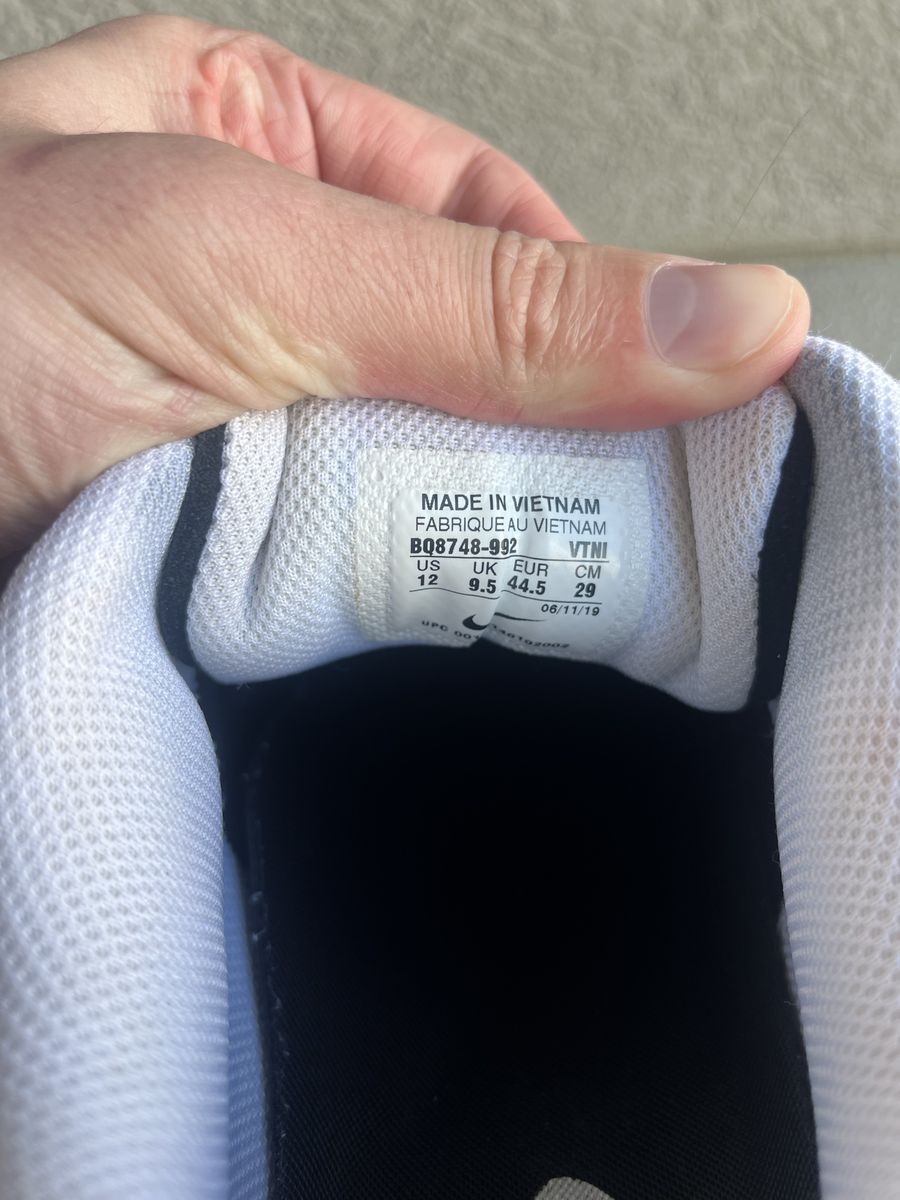 MADE IN VIETNAM
FABRIQUE AU VIETNAM
BQ8748-992 VTNI
US UK EUR CM
12 9.5 44.5 29
06/11/19
UPC